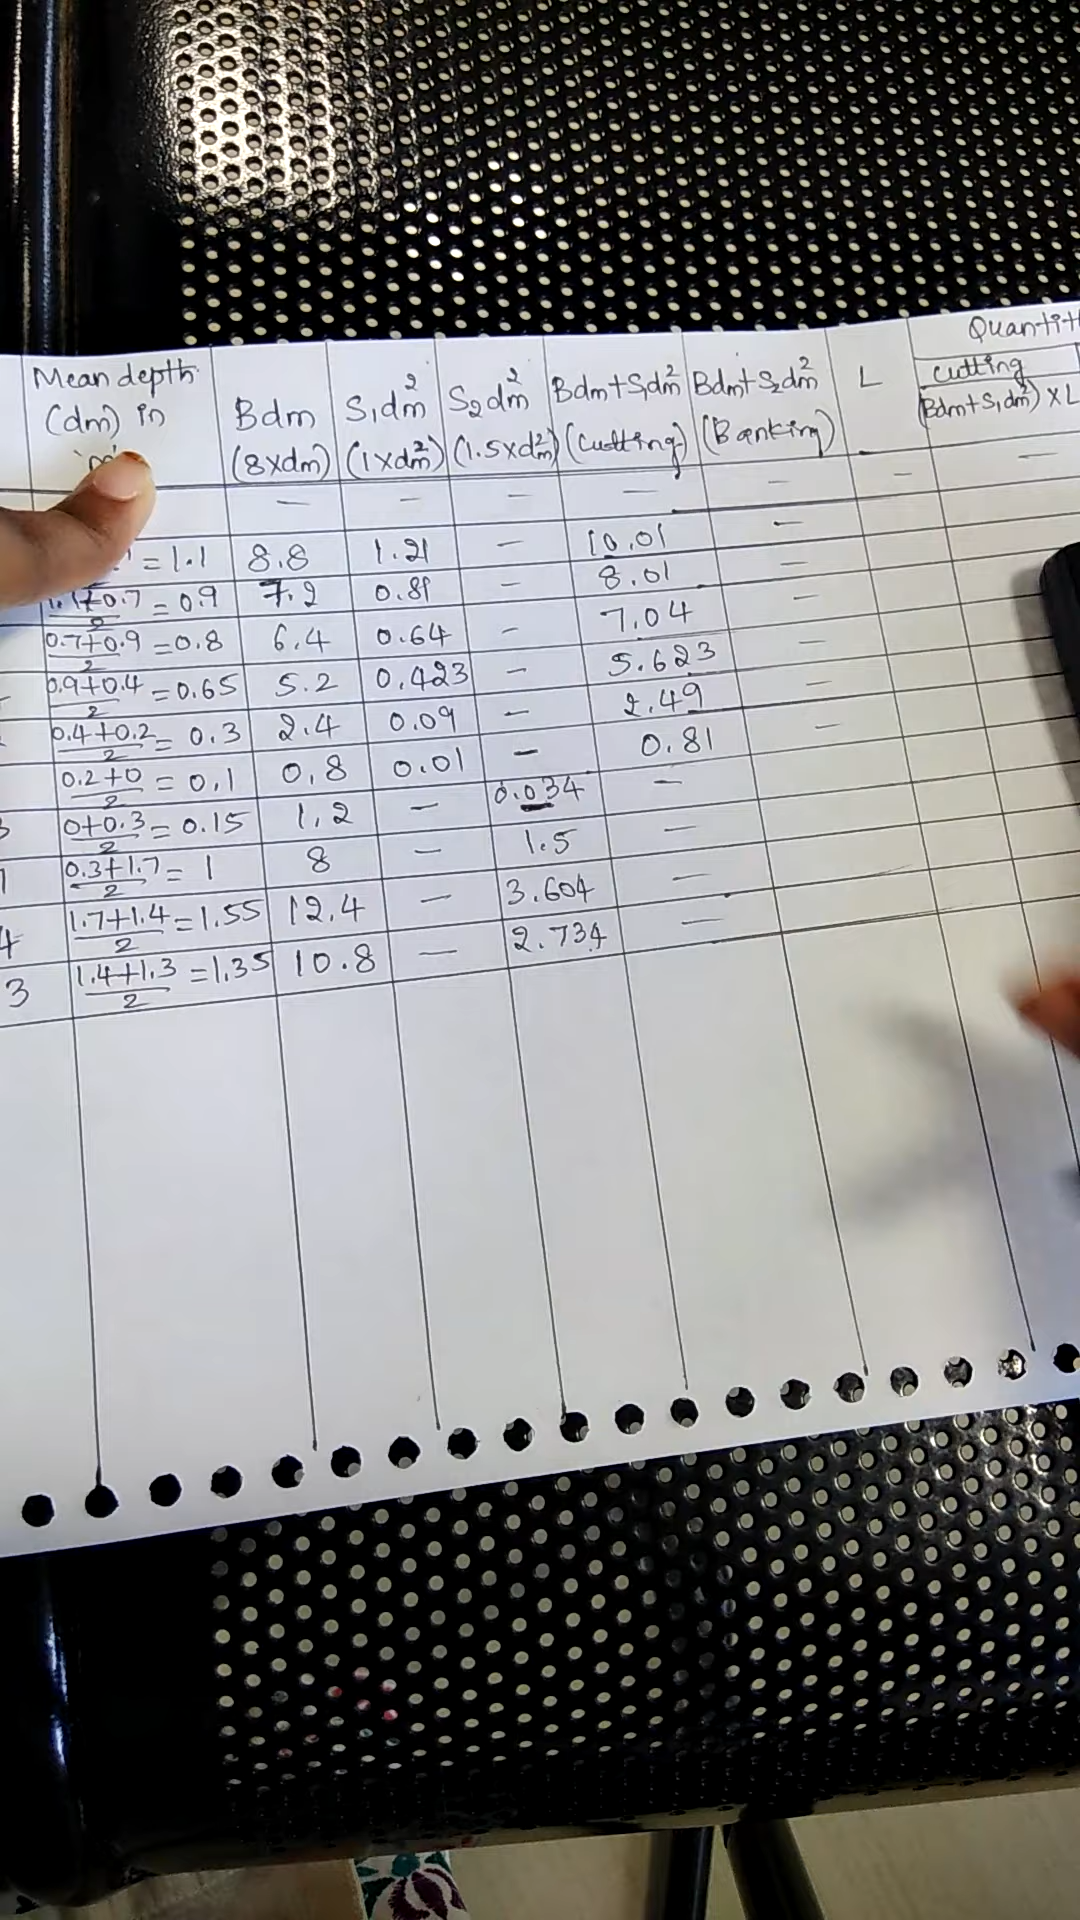 Mean depth Quantit
(dm) in Bdm S₁dm² S₂dm² Bdm+S₁dm² Bdm+S₂dm² L cutting
(8xdm) (1xdm²) (1.5xdm²) (Cutting) (Banking) (Bdm+S₁dm²) x L
— — — — — — —
= 1.1 8.8 1.21 — 10.01 —
+0.7/2 = 0.9 7.2 0.81 — 8.01 —
0.7+0.9/2 = 0.8 6.4 0.64 — 7.04 —
0.9+0.4/2 = 0.65 5.2 0.423 — 5.623 —
0.4+0.2/2 = 0.3 2.4 0.09 — 2.49 —
0.2+0/2 = 0.1 0.8 0.01 — 0.81 —
0+0.3/2 = 0.15 1.2 — 0.034 —
0.3+1.7/2 = 1 8 — 1.5 —
4 1.7+1.4/2 = 1.55 12.4 — 3.604 —
3 1.4+1.3/2 = 1.35 10.8 — 2.734 —